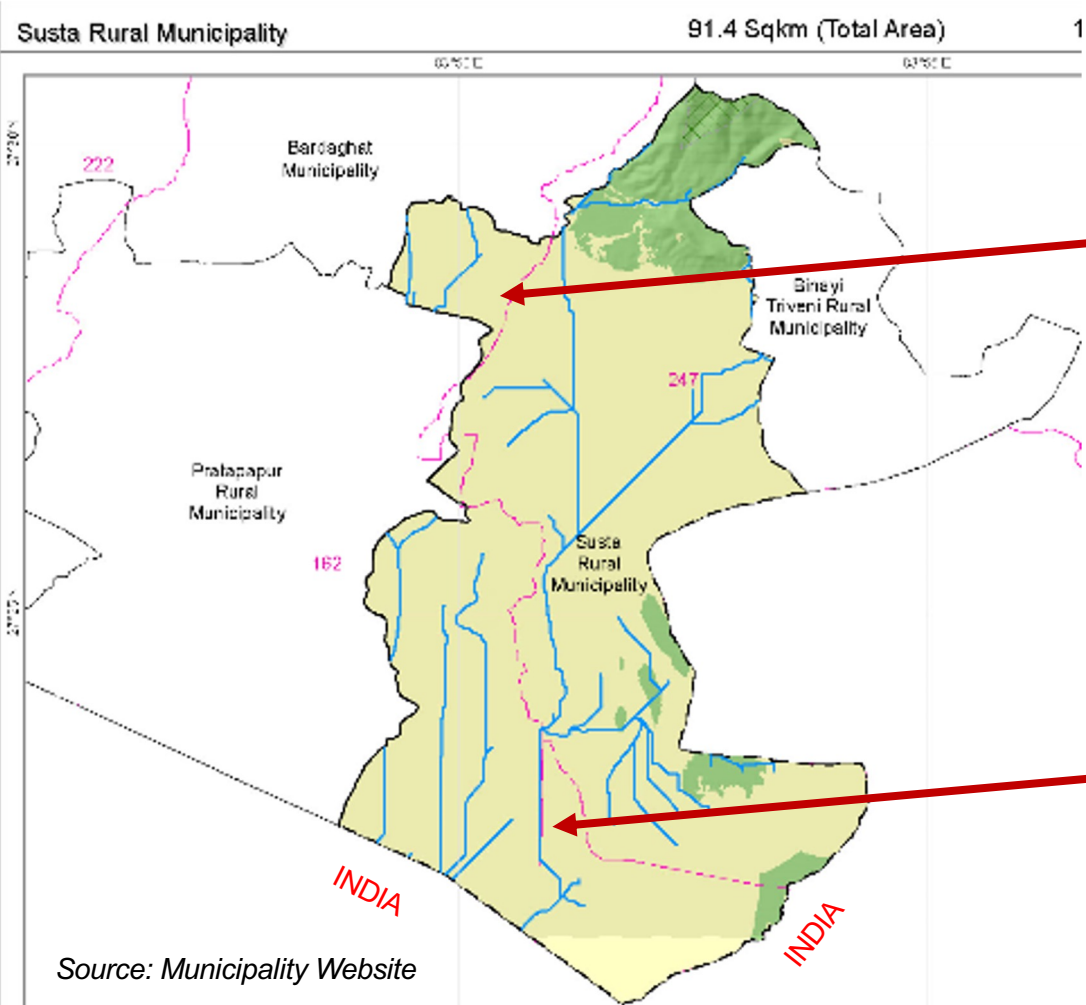 Susta Rural Municipality
91.4 Sqkm (Total Area)
1
Bardaghat
Municipality
222
Binayi
Triveni Rural
Municipality
247
Pratapapur
Rural
Municipality
162
Susta
Rural
Municipality
INDIA
INDIA
Source: Municipality Website